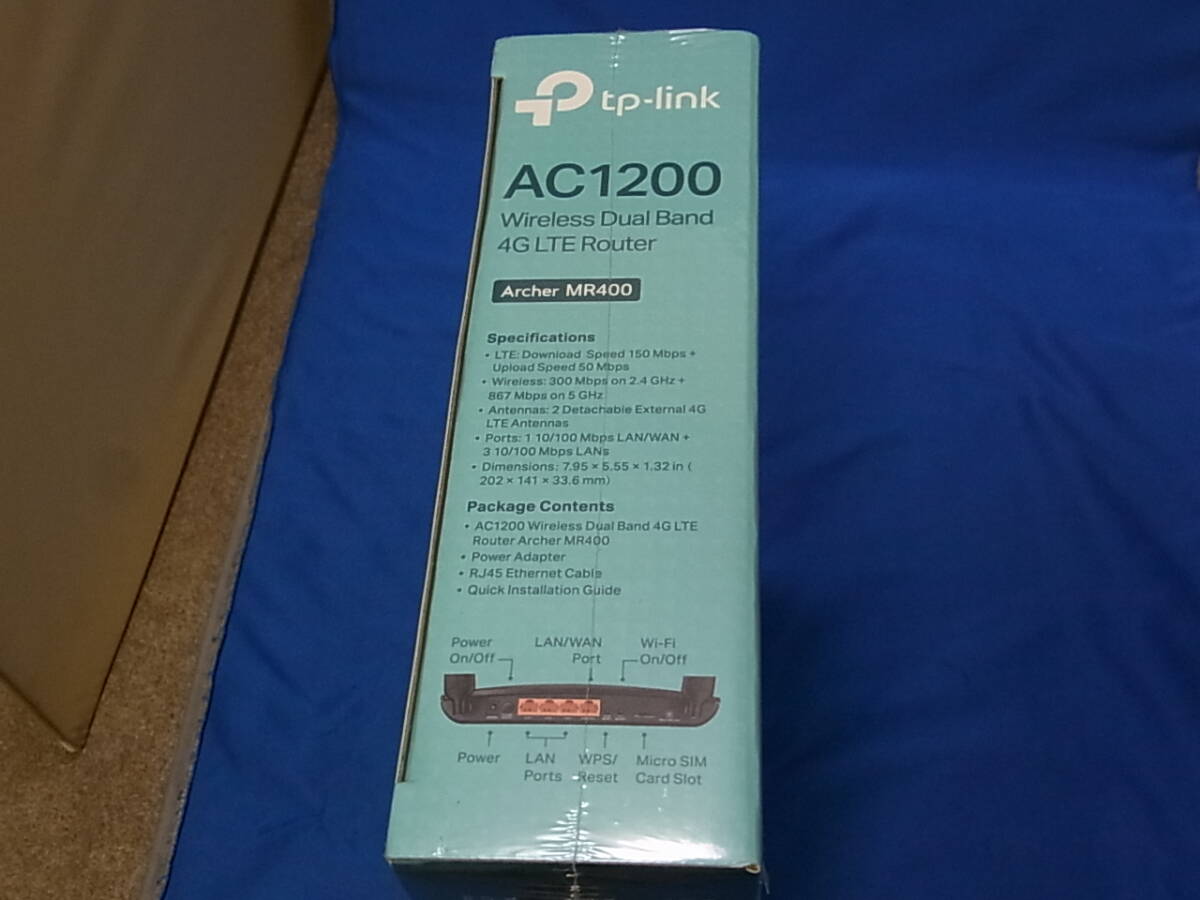 tp-link
AC1200
Wireless Dual Band
4G LTE Router
Archer MR400
Specifications
• LTE: Download Speed 150 Mbps +
Upload Speed 50 Mbps
• Wireless: 300 Mbps on 2.4 GHz +
867 Mbps on 5 GHz
• Antennas: 2 Detachable External 4G
LTE Antennas
• Ports: 1 10/100 Mbps LAN/WAN +
3 10/100 Mbps LANs
• Dimensions: 7.95 × 5.55 × 1.32 in (
202 × 141 × 33.6 mm)
Package Contents
• AC1200 Wireless Dual Band 4G LTE
Router Archer MR400
• Power Adapter
• RJ45 Ethernet Cable
• Quick Installation Guide
Power
On/Off
LAN/WAN
Port
Wi-Fi
On/Off
Power
LAN
Ports
WPS/
Reset
Micro SIM
Card Slot